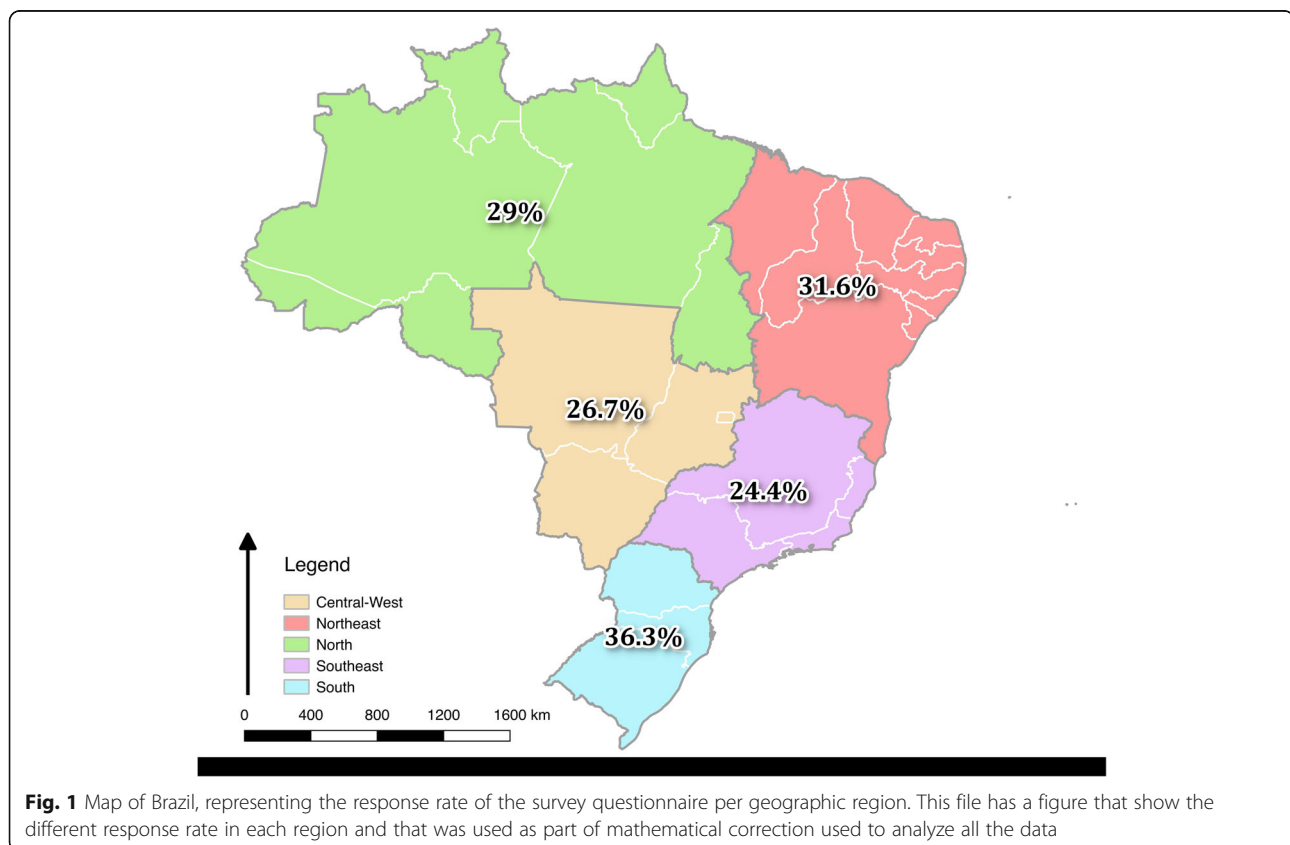 29%
31.6%
26.7%
24.4%
36.3%
Legend
Central-West
Northeast
North
Southeast
South
0 400 800 1200 1600 km
Fig. 1 Map of Brazil, representing the response rate of the survey questionnaire per geographic region. This file has a figure that show the
different response rate in each region and that was used as part of mathematical correction used to analyze all the data